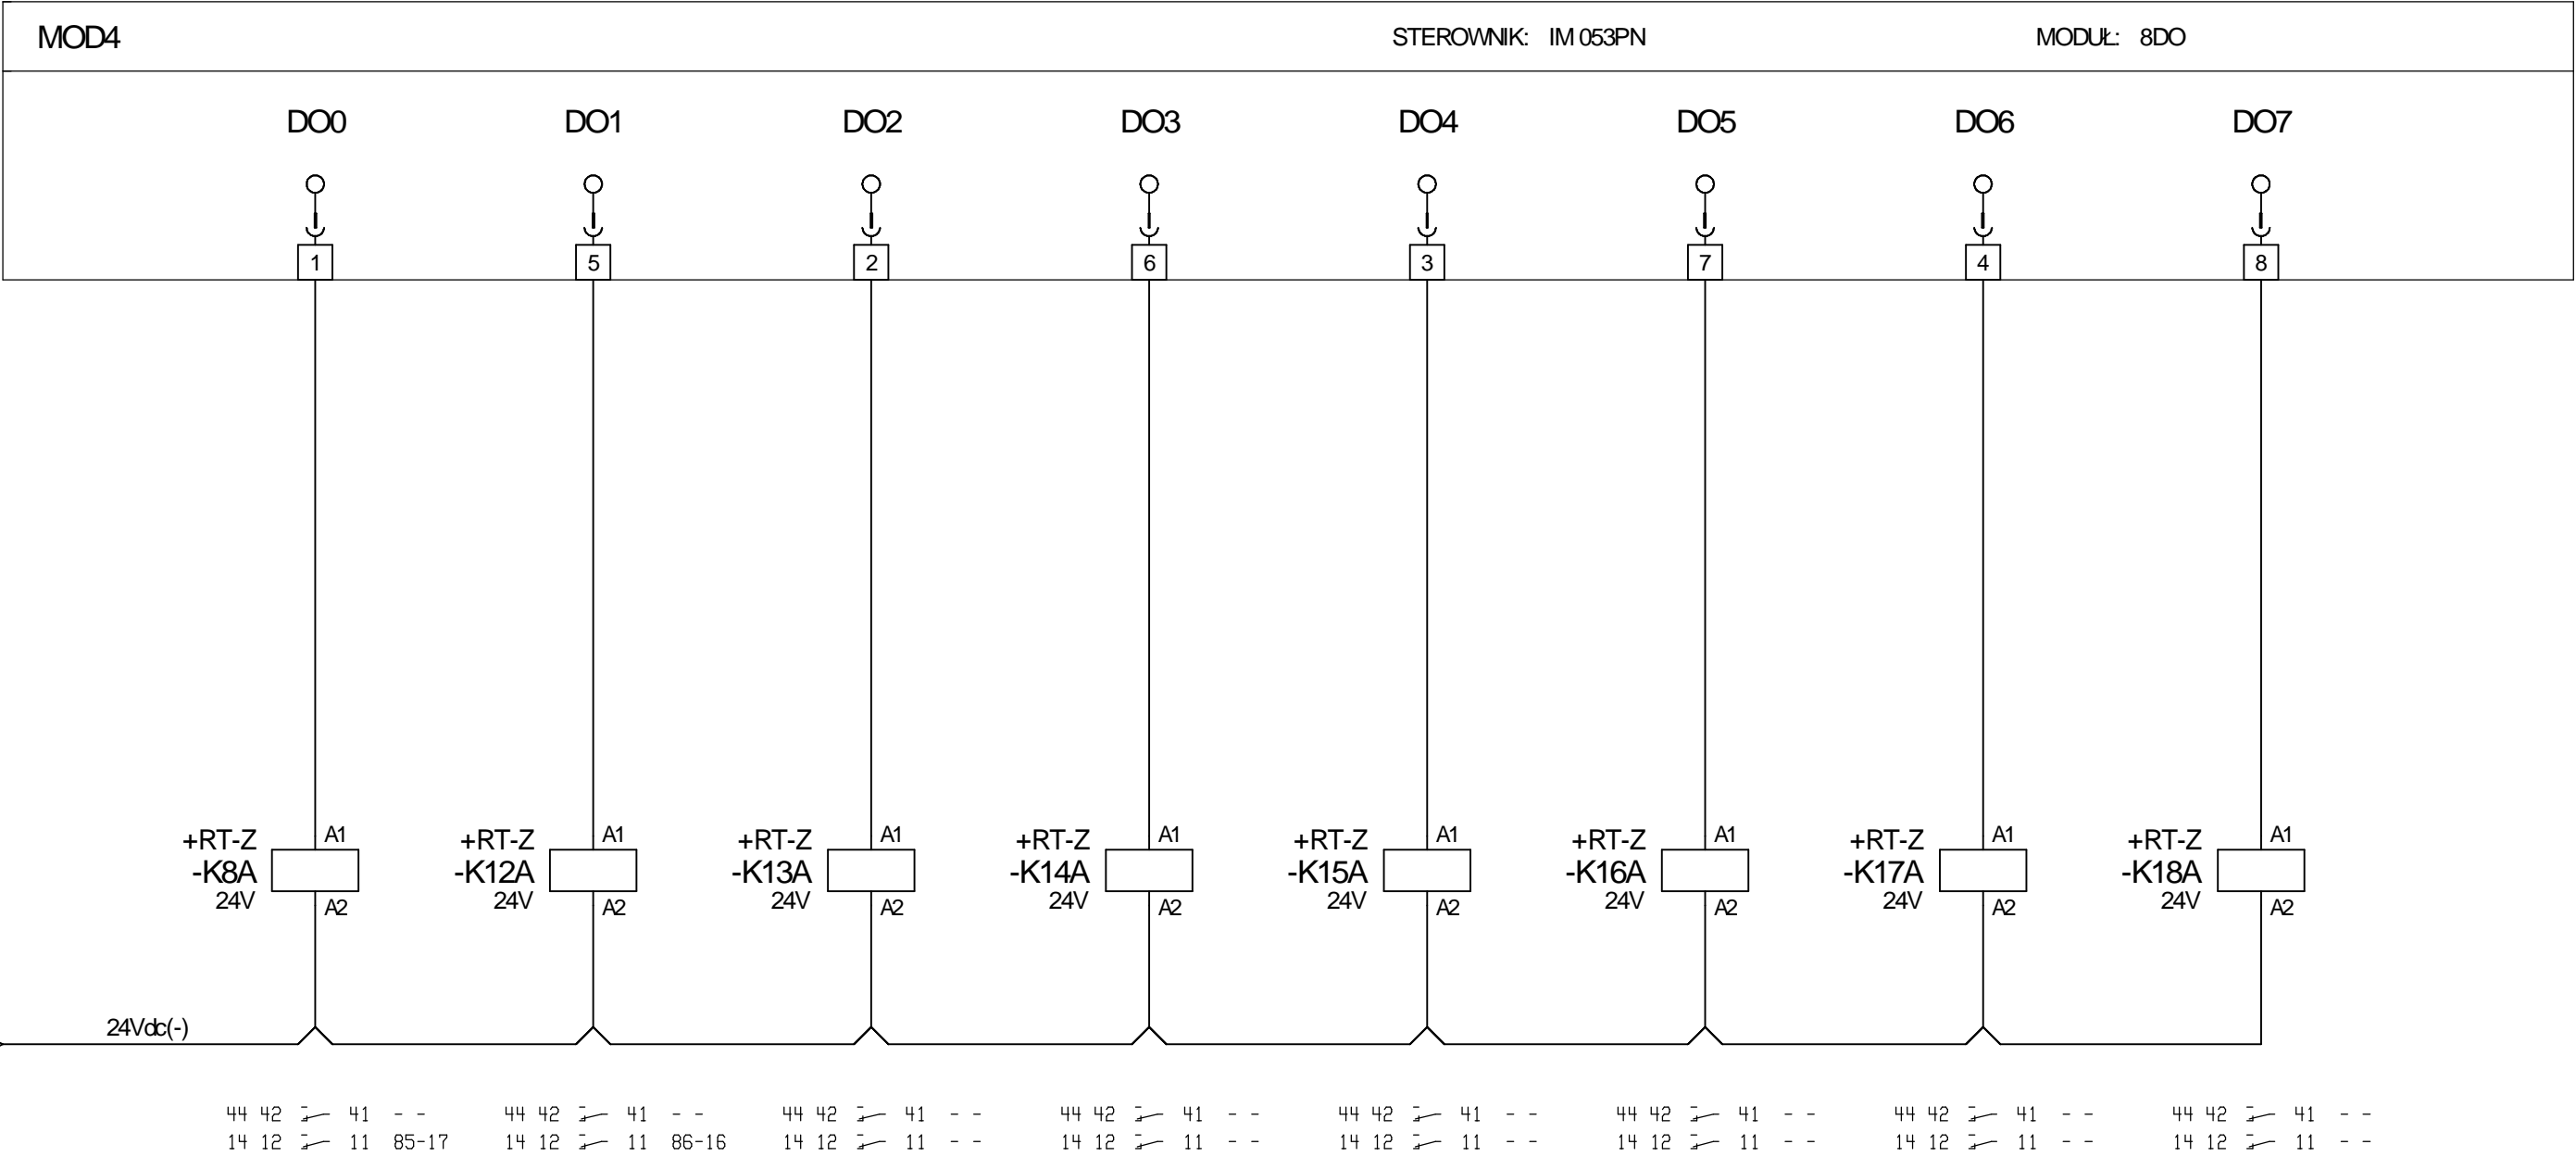 MOD4 STEROWNIK: IM 053PN MODUŁ: 8DO
DO0 DO1 DO2 DO3 DO4 DO5 DO6 DO7
1 5 2 6 3 7 4 8
+RT-Z A1 +RT-Z A1 +RT-Z A1 +RT-Z A1 +RT-Z A1 +RT-Z A1 +RT-Z A1 +RT-Z A1
-K8A -K12A -K13A -K14A -K15A -K16A -K17A -K18A
24V A2 24V A2 24V A2 24V A2 24V A2 24V A2 24V A2 24V A2
24Vdc(-)
44 42 41 - - 44 42 41 - - 44 42 41 - - 44 42 41 - - 44 42 41 - - 44 42 41 - - 44 42 41 - - 44 42 41 - -
14 12 11 85-17 14 12 11 86-16 14 12 11 - - 14 12 11 - - 14 12 11 - - 14 12 11 - - 14 12 11 - - 14 12 11 - -